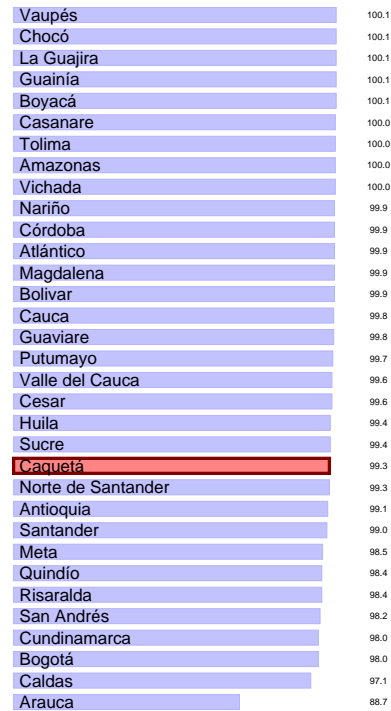 Vaupés 100.1
Chocó 100.1
La Guajira 100.1
Guainía 100.1
Boyacá 100.1
Casanare 100.0
Tolima 100.0
Amazonas 100.0
Vichada 100.0
Nariño 99.9
Córdoba 99.9
Atlántico 99.9
Magdalena 99.9
Bolivar 99.9
Cauca 99.8
Guaviare 99.8
Putumayo 99.7
Valle del Cauca 99.6
Cesar 99.6
Huila 99.4
Sucre 99.4
Caquetá 99.3
Norte de Santander 99.3
Antioquia 99.1
Santander 99.0
Meta 98.5
Quindío 98.4
Risaralda 98.4
San Andrés 98.2
Cundinamarca 98.0
Bogotá 98.0
Caldas 97.1
Arauca 88.7